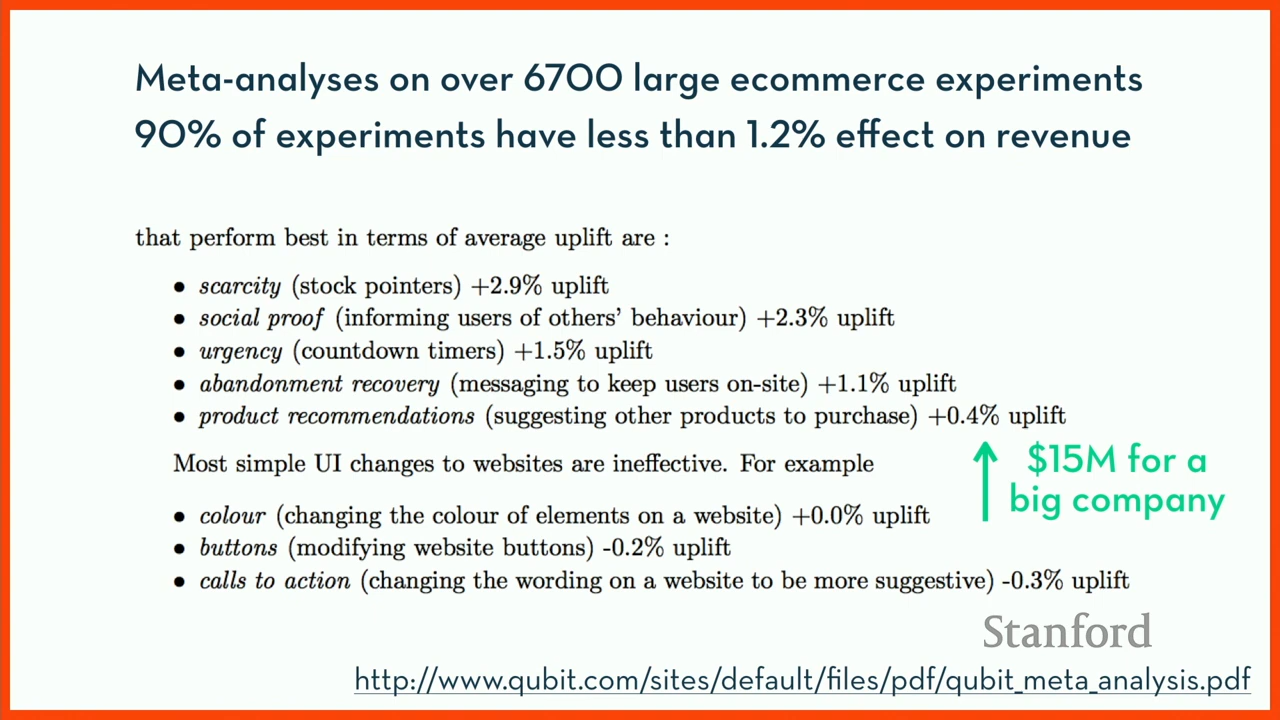 Meta-analyses on over 6700 large ecommerce experiments
90% of experiments have less than 1.2% effect on revenue
that perform best in terms of average uplift are :
• scarcity (stock pointers) +2.9% uplift
• social proof (informing users of others' behaviour) +2.3% uplift
• urgency (countdown timers) +1.5% uplift
• abandonment recovery (messaging to keep users on-site) +1.1% uplift
• product recommendations (suggesting other products to purchase) +0.4% uplift
Most simple UI changes to websites are ineffective. For example
$15M for a
big company
• colour (changing the colour of elements on a website) +0.0% uplift
• buttons (modifying website buttons) -0.2% uplift
• calls to action (changing the wording on a website to be more suggestive) -0.3% uplift
Stanford
http://www.qubit.com/sites/default/files/pdf/qubit_meta_analysis.pdf